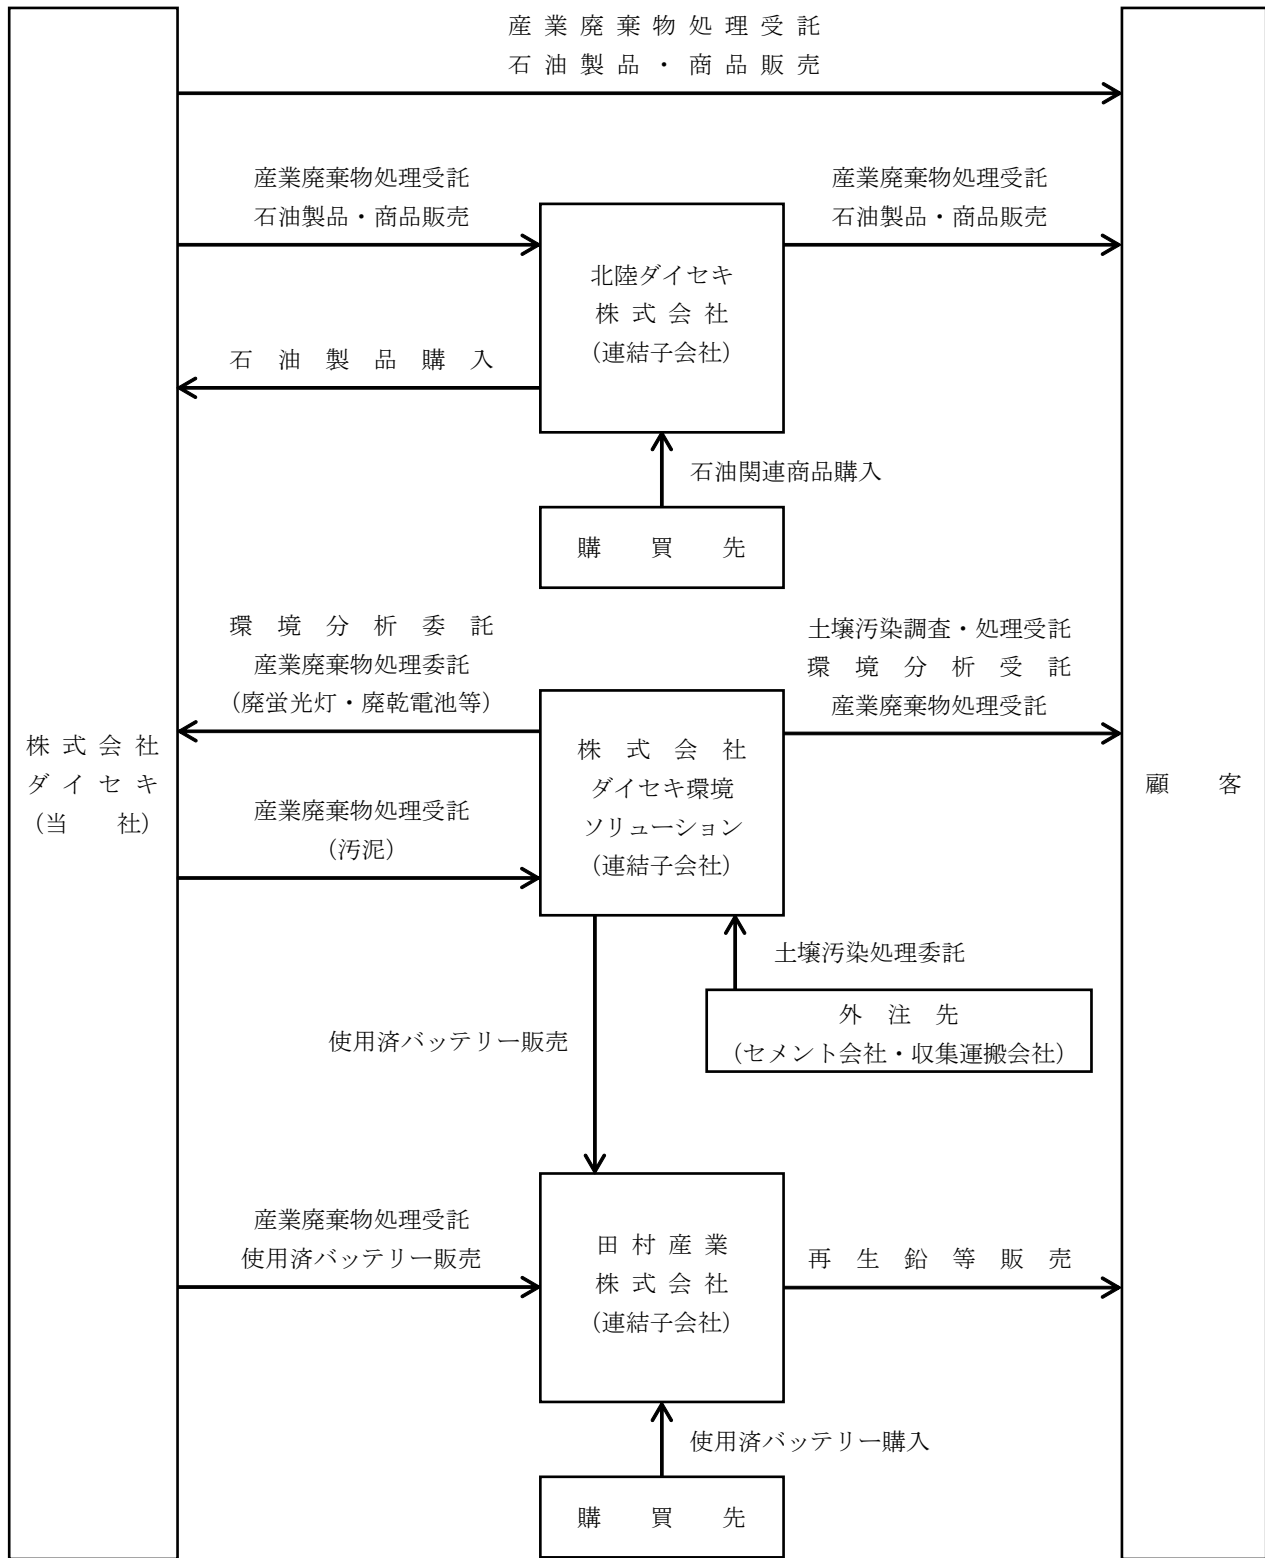 産業廃棄物処理受託
石油製品・商品販売
産業廃棄物処理受託
石油製品・商品販売
産業廃棄物処理受託
石油製品・商品販売
北陸ダイセキ
株式会社
(連結子会社)
石油製品購入
石油関連商品購入
購買先
環境分析委託
産業廃棄物処理委託
(廃蛍光灯・廃乾電池等)
土壌汚染調査・処理受託
環境分析受託
産業廃棄物処理受託
株式会社
ダイセキ
(当社)
株式会社
ダイセキ環境
ソリューション
(連結子会社)
顧客
産業廃棄物処理受託
(汚泥)
土壌汚染処理委託
外注先
(セメント会社・収集運搬会社)
使用済バッテリー販売
産業廃棄物処理受託
使用済バッテリー販売
田村産業
株式会社
(連結子会社)
再生鉛等販売
使用済バッテリー購入
購買先